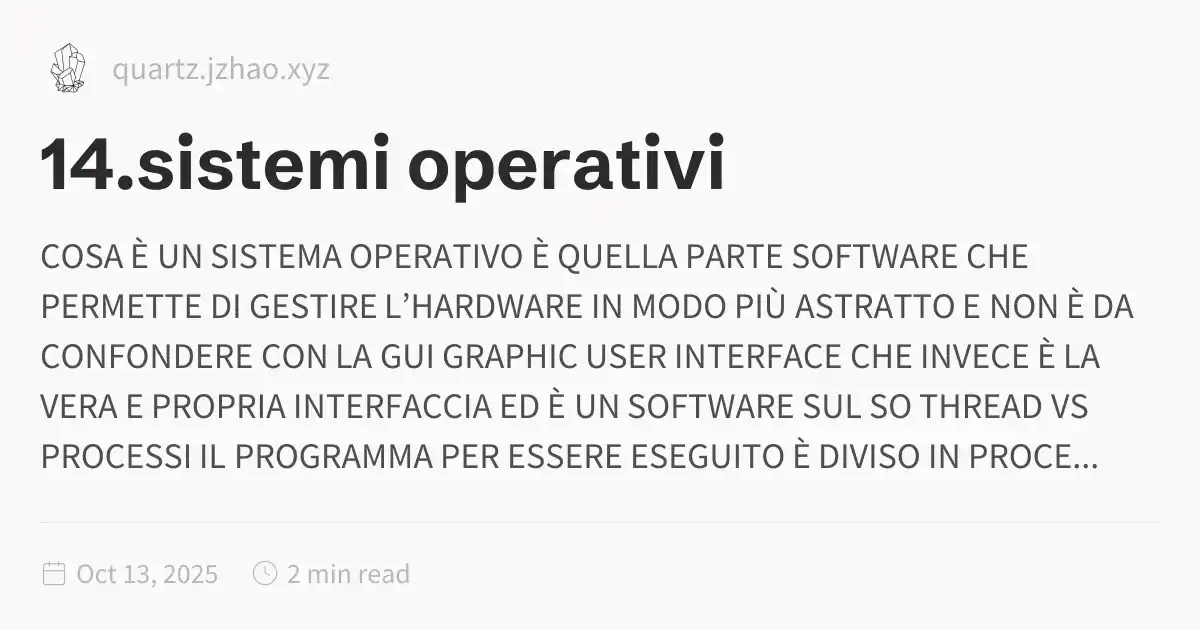 quartz.jzhao.xyz
14.sistemi operativi
COSA È UN SISTEMA OPERATIVO È QUELLA PARTE SOFTWARE CHE
PERMETTE DI GESTIRE L’HARDWARE IN MODO PIÙ ASTRATTO E NON È DA
CONFONDERE CON LA GUI GRAPHIC USER INTERFACE CHE INVECE È LA
VERA E PROPRIA INTERFACCIA ED È UN SOFTWARE SUL SO THREAD VS
PROCESSI IL PROGRAMMA PER ESSERE ESEGUITO È DIVISO IN PROCE...
Oct 13, 2025 2 min read